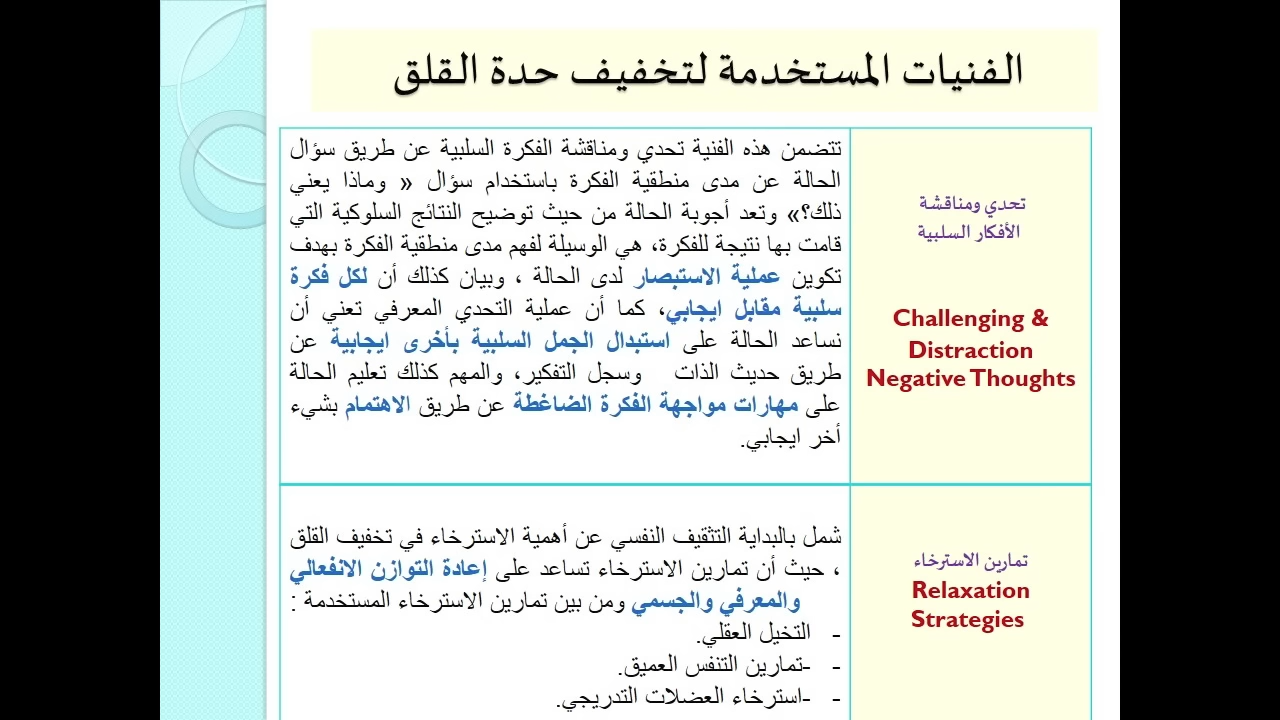 الفنيات المستخدمة لتخفيف حدة القلق
تحدي ومناقشة
الأفكار السلبية
Challenging &
Distraction
Negative Thoughts
تتضمن هذه الفنية تحدي ومناقشة الفكرة السلبية عن طريق سؤال
الحالة عن مدى منطقية الفكرة باستخدام سؤال « وماذا يعني
ذلك؟» وتعد أجوبة الحالة من حيث توضيح النتائج السلوكية التي
قامت بها نتيجة للفكرة، هي الوسيلة لفهم مدى منطقية الفكرة بهدف
تكوين عملية الاستبصار لدى الحالة ، وبيان كذلك أن لكل فكرة
سلبية مقابل ايجابي، كما أن عملية التحدي المعرفي تعني أن
نساعد الحالة على استبدال الجمل السلبية بأخرى ايجابية عن
طريق حديث الذات وسجل التفكير، والمهم كذلك تعليم الحالة
على مهارات مواجهة الفكرة الضاغطة عن طريق الاهتمام بشيء
أخر ايجابي.
تمارين الاسترخاء
Relaxation
Strategies
شمل بالبداية التثقيف النفسي عن أهمية الاسترخاء في تخفيف القلق
، حيث أن تمارين الاسترخاء تساعد على إعادة التوازن الانفعالي
والمعرفي والجسمي ومن بين تمارين الاسترخاء المستخدمة :
- التخيل العقلي.
- -تمارين التنفس العميق.
- -استرخاء العضلات التدريجي.